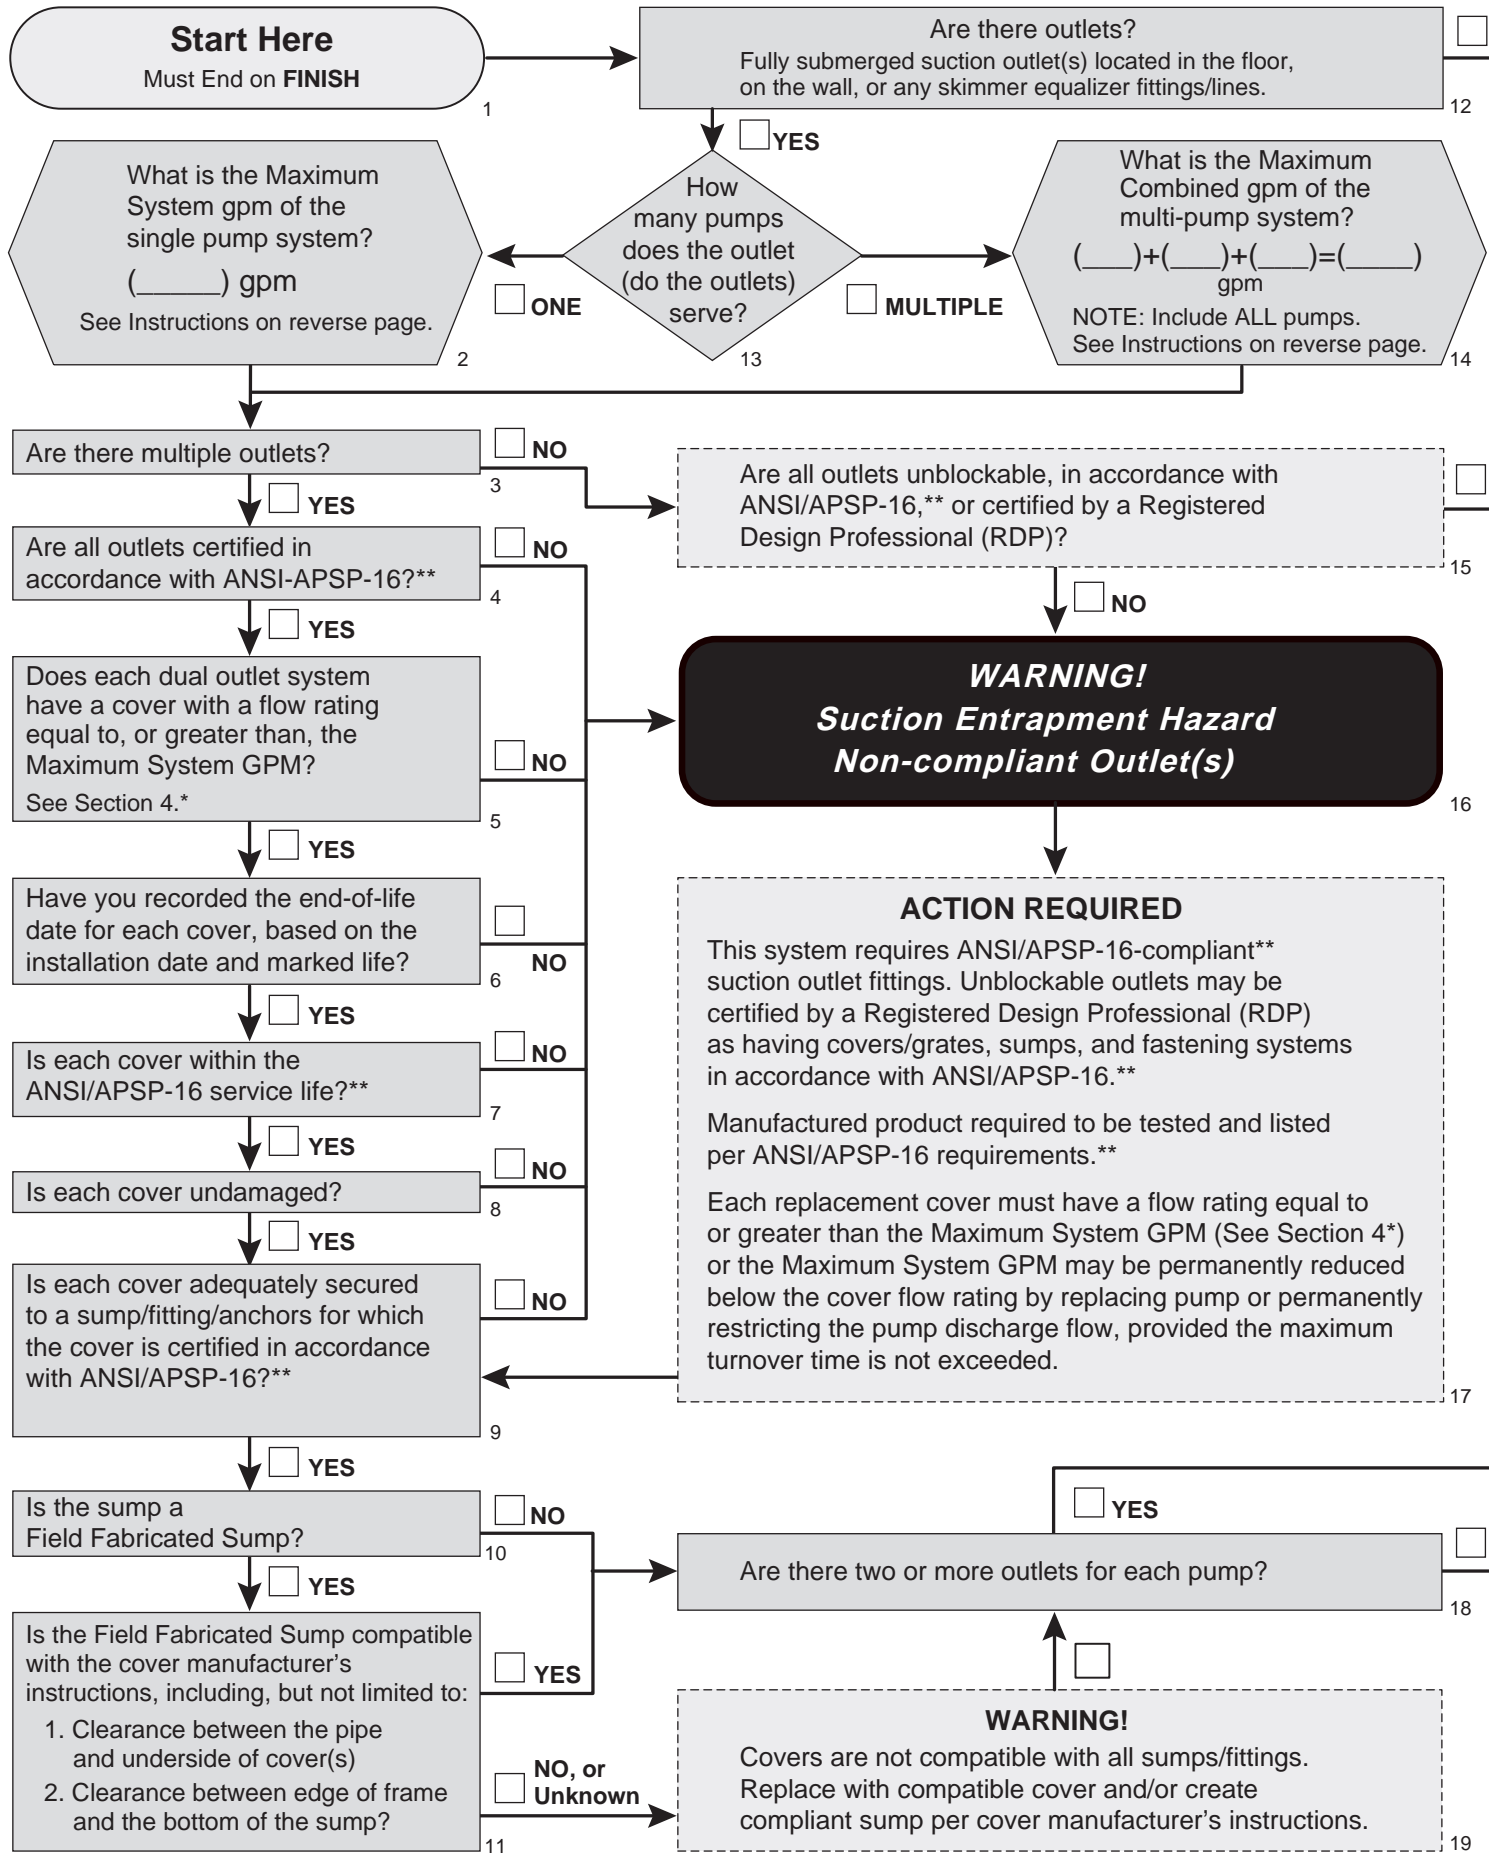 Start Here
Must End on FINISH
1
Are there outlets?
Fully submerged suction outlet(s) located in the floor,
on the wall, or any skimmer equalizer fittings/lines.
12
YES
What is the Maximum
System gpm of the
single pump system?
(_____) gpm
See Instructions on reverse page.
2
How
many pumps
does the outlet
(do the outlets)
serve?
13
ONE
MULTIPLE
What is the Maximum
Combined gpm of the
multi-pump system?
(___)+(___)+(___)=(____)
gpm
NOTE: Include ALL pumps.
See Instructions on reverse page.
14
Are there multiple outlets?
3
NO
YES
Are all outlets unblockable, in accordance with
ANSI/APSP-16,** or certified by a Registered
Design Professional (RDP)?
15
NO
Are all outlets certified in
accordance with ANSI-APSP-16?**
4
NO
YES
WARNING!
Suction Entrapment Hazard
Non-compliant Outlet(s)
16
Does each dual outlet system
have a cover with a flow rating
equal to, or greater than, the
Maximum System GPM?
See Section 4.*
5
NO
YES
Have you recorded the end-of-life
date for each cover, based on the
installation date and marked life?
6
NO
YES
Is each cover within the
ANSI/APSP-16 service life?**
7
NO
YES
Is each cover undamaged?
8
NO
YES
Is each cover adequately secured
to a sump/fitting/anchors for which
the cover is certified in accordance
with ANSI/APSP-16?**
9
NO
YES
ACTION REQUIRED
This system requires ANSI/APSP-16-compliant**
suction outlet fittings. Unblockable outlets may be
certified by a Registered Design Professional (RDP)
as having covers/grates, sumps, and fastening systems
in accordance with ANSI/APSP-16.**
Manufactured product required to be tested and listed
per ANSI/APSP-16 requirements.**
Each replacement cover must have a flow rating equal to
or greater than the Maximum System GPM (See Section 4*)
or the Maximum System GPM may be permanently reduced
below the cover flow rating by replacing pump or permanently
restricting the pump discharge flow, provided the maximum
turnover time is not exceeded.
17
Is the sump a
Field Fabricated Sump?
10
NO
YES
Are there two or more outlets for each pump?
18
YES
Is the Field Fabricated Sump compatible
with the cover manufacturer's
instructions, including, but not limited to:
1. Clearance between the pipe
and underside of cover(s)
2. Clearance between edge of frame
and the bottom of the sump?
11
YES
NO, or
Unknown
WARNING!
Covers are not compatible with all sumps/fittings.
Replace with compatible cover and/or create
compliant sump per cover manufacturer's instructions.
19